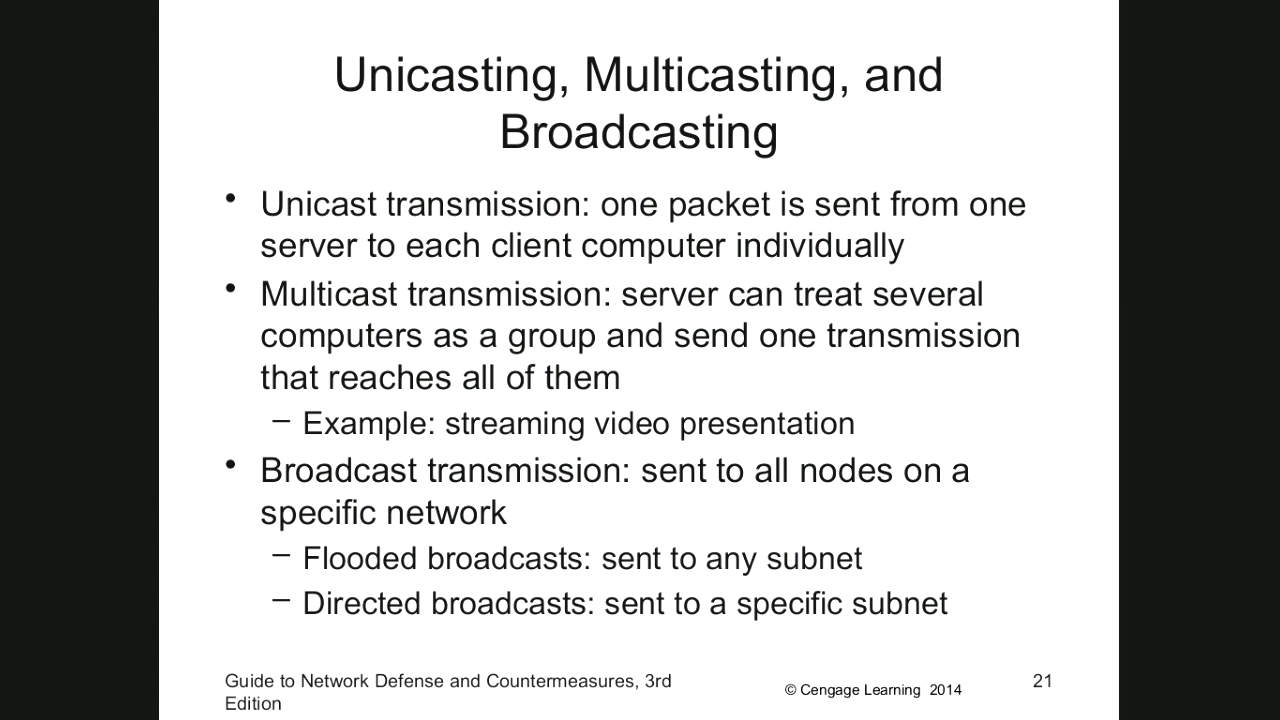 Unicasting, Multicasting, and
Broadcasting
• Unicast transmission: one packet is sent from one
server to each client computer individually
• Multicast transmission: server can treat several
computers as a group and send one transmission
that reaches all of them
– Example: streaming video presentation
• Broadcast transmission: sent to all nodes on a
specific network
– Flooded broadcasts: sent to any subnet
– Directed broadcasts: sent to a specific subnet
Guide to Network Defense and Countermeasures, 3rd
Edition
© Cengage Learning 2014
21